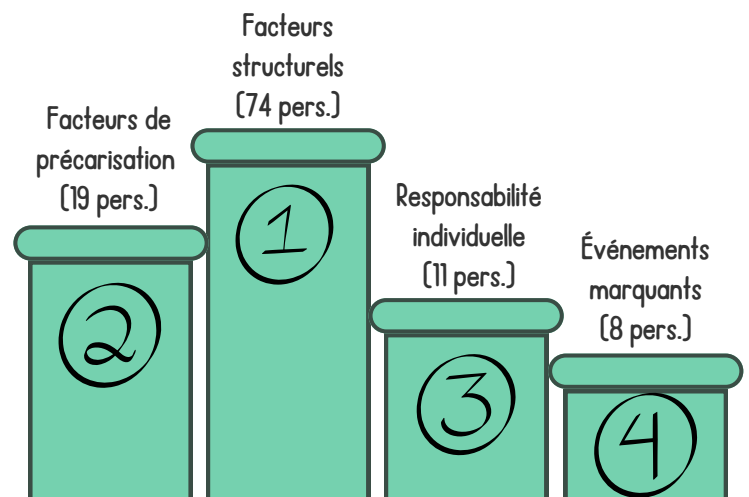 Facteurs
structurels
(74 pers.)
1
Facteurs de
précarisation
(19 pers.)
2
Responsabilité
individuelle
(11 pers.)
3
Événements
marquants
(8 pers.)
4